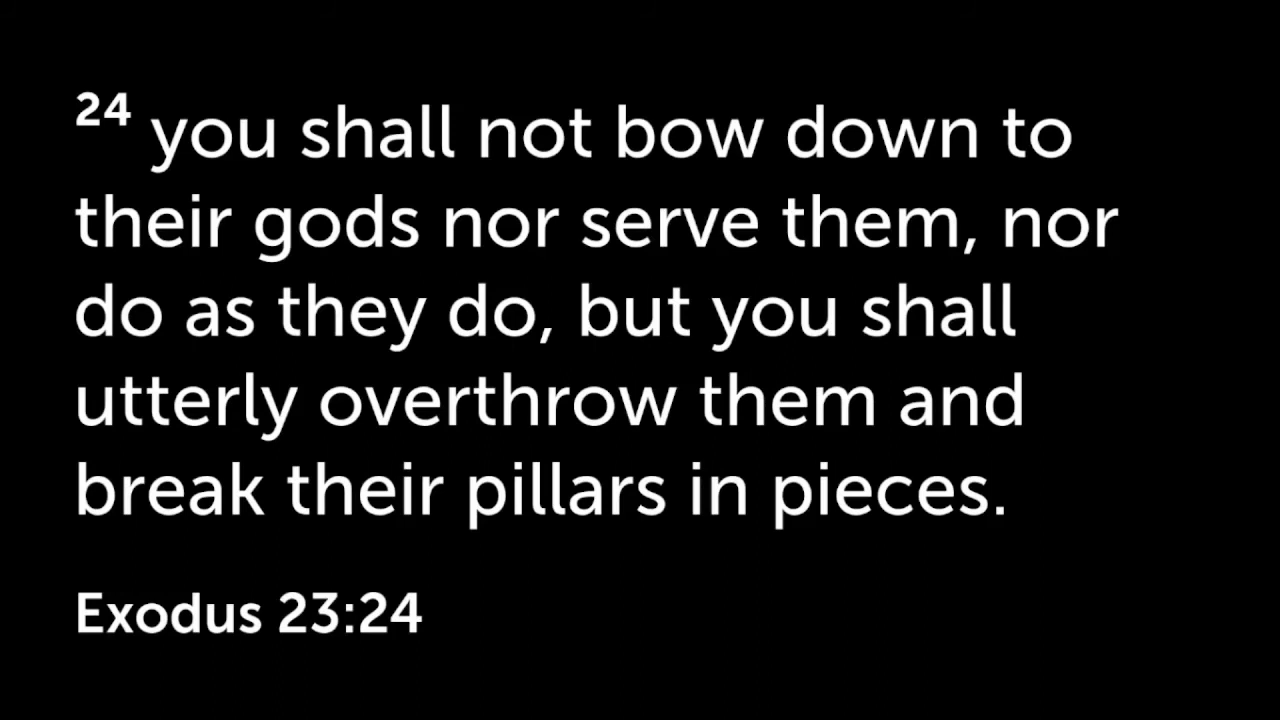 24 you shall not bow down to
their gods nor serve them, nor
do as they do, but you shall
utterly overthrow them and
break their pillars in pieces.
Exodus 23:24